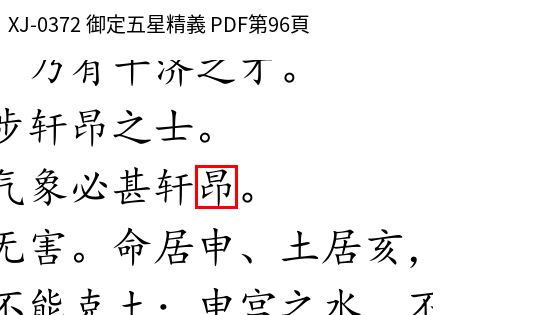 XJ-0372 御定五星精義 PDF第96頁
乃有干济之才。
步轩昂之士。
气象必甚轩昂。
无害。命居申、土居亥，
不能克土；申宫之水，不